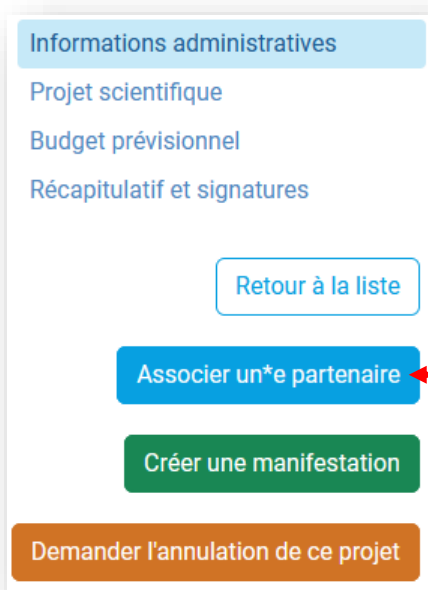 Informations administratives
Projet scientifique
Budget prévisionnel
Récapitulatif et signatures
Retour à la liste
Associer un*e partenaire
Créer une manifestation
Demander l'annulation de ce projet